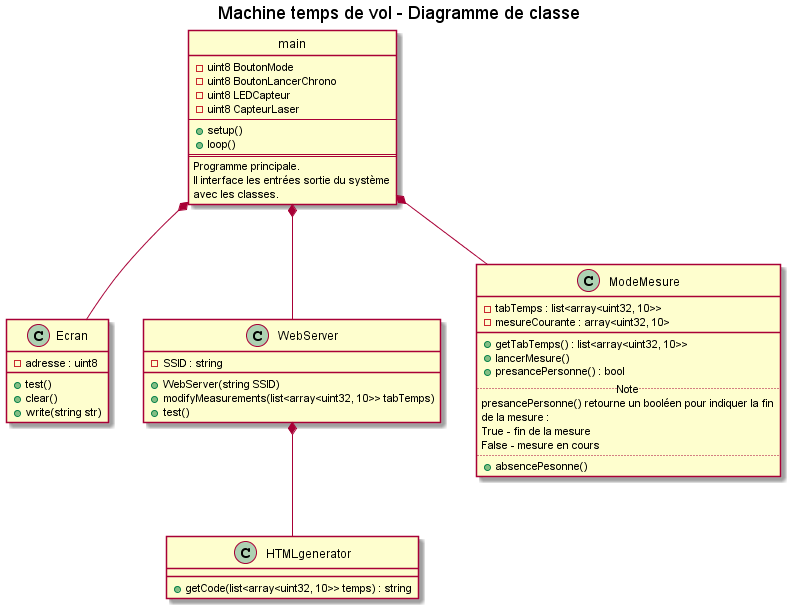 Machine temps de vol - Diagramme de classe
main
uint8 BoutonMode
uint8 BoutonLancerChrono
uint8 LEDCapteur
uint8 CapteurLaser
setup()
loop()
Programme principale.
Il interface les entrées sortie du système
avec les classes.
C Ecran
adresse : uint8
test()
clear()
write(string str)
C WebServer
SSID : string
WebServer(string SSID)
modifyMeasurements(list<array<uint32, 10>> tabTemps)
test()
C ModeMesure
tabTemps : list<array<uint32, 10>>
mesureCourante : array<uint32, 10>
getTabTemps() : list<array<uint32, 10>>
lancerMesure()
presancePersonne() : bool
Note
presancePersonne() retourne un booléen pour indiquer la fin
de la mesure :
True - fin de la mesure
False - mesure en cours
absencePesonne()
C HTMLgenerator
getCode(list<array<uint32, 10>> temps) : string